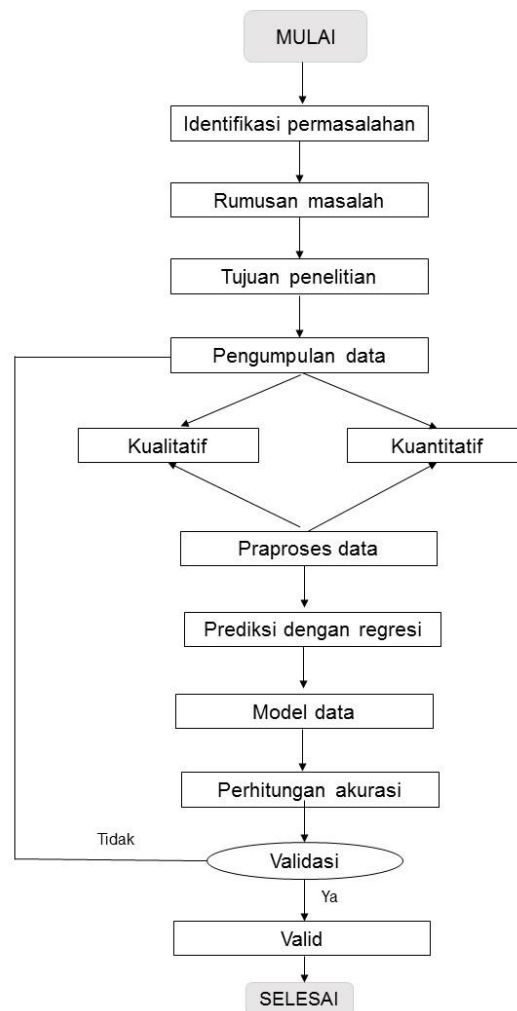 MULAI
Identifikasi permasalahan
Rumusan masalah
Tujuan penelitian
Pengumpulan data
Kualitatif
Kuantitatif
Praproses data
Prediksi dengan regresi
Model data
Perhitungan akurasi
Tidak
Validasi
Ya
Valid
SELESAI